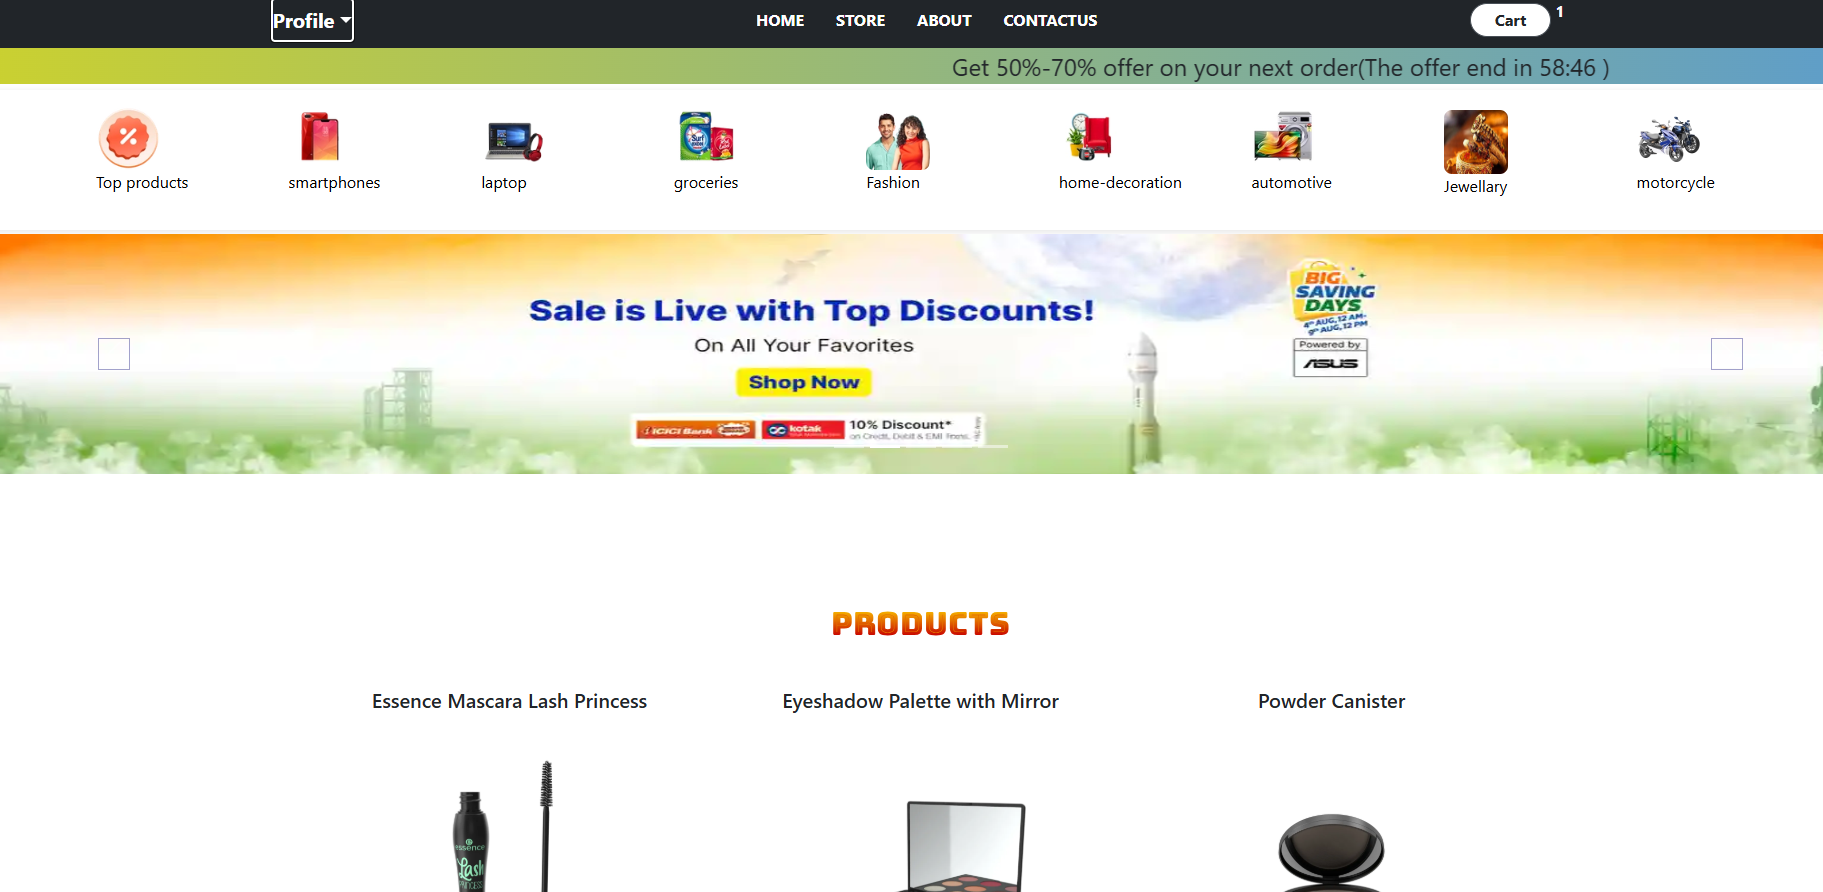 Profile
HOME STORE ABOUT CONTACTUS
Cart 1
Get 50%-70% offer on your next order(The offer end in 58:46 )
Top products smartphones laptop groceries Fashion home-decoration automotive Jewellary motorcycle
BIG
SAVING
DAYS
4th AUG, 12 AM-
9th AUG, 12 PM
Powered by
ASUS
Sale is Live with Top Discounts!
On All Your Favorites
Shop Now
ICICI Bank kotak 10% Discount*
on Credit, Debit & EMI Txns.
PRODUCTS
Essence Mascara Lash Princess Eyeshadow Palette with Mirror Powder Canister
essence
Lash
PRINCESS